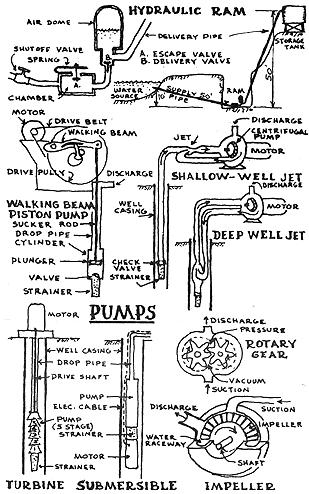 HYDRAULIC RAM
AIR DOME
DELIVERY PIPE
SHUTOFF VALVE
SPRING
A. ESCAPE VALVE
B. DELIVERY VALVE
STORAGE
TANK
A.
B.
CHAMBER
WATER
SOURCE
SUPPLY 50'
PIPE
10'
RAM
50'
MOTOR
DRIVE BELT
WALKING BEAM
DRIVE PULLY
DISCHARGE
WALKING BEAM
PISTON PUMP
SUCKER ROD
DROP PIPE
CYLINDER
PLUNGER
VALVE
STRAINER
DISCHARGE
CENTRIFUGAL
PUMP
JET
MOTOR
SHALLOW-WELL JET
WELL
CASING
CHECK
VALVE
STRAINER
DISCHARGE
MOTOR
DEEP WELL JET
PUMPS
MOTOR
WELL CASING
DROP PIPE
DRIVE SHAFT
PUMP
ELEC. CABLE
PUMP
(5 STAGE)
STRAINER
MOTOR
STRAINER
TURBINE
SUBMERSIBLE
DISCHARGE
PRESSURE
ROTARY
GEAR
VACUUM
SUCTION
DISCHARGE
SUCTION
IMPELLER
WATER
RACEWAY
SHAFT
IMPELLER